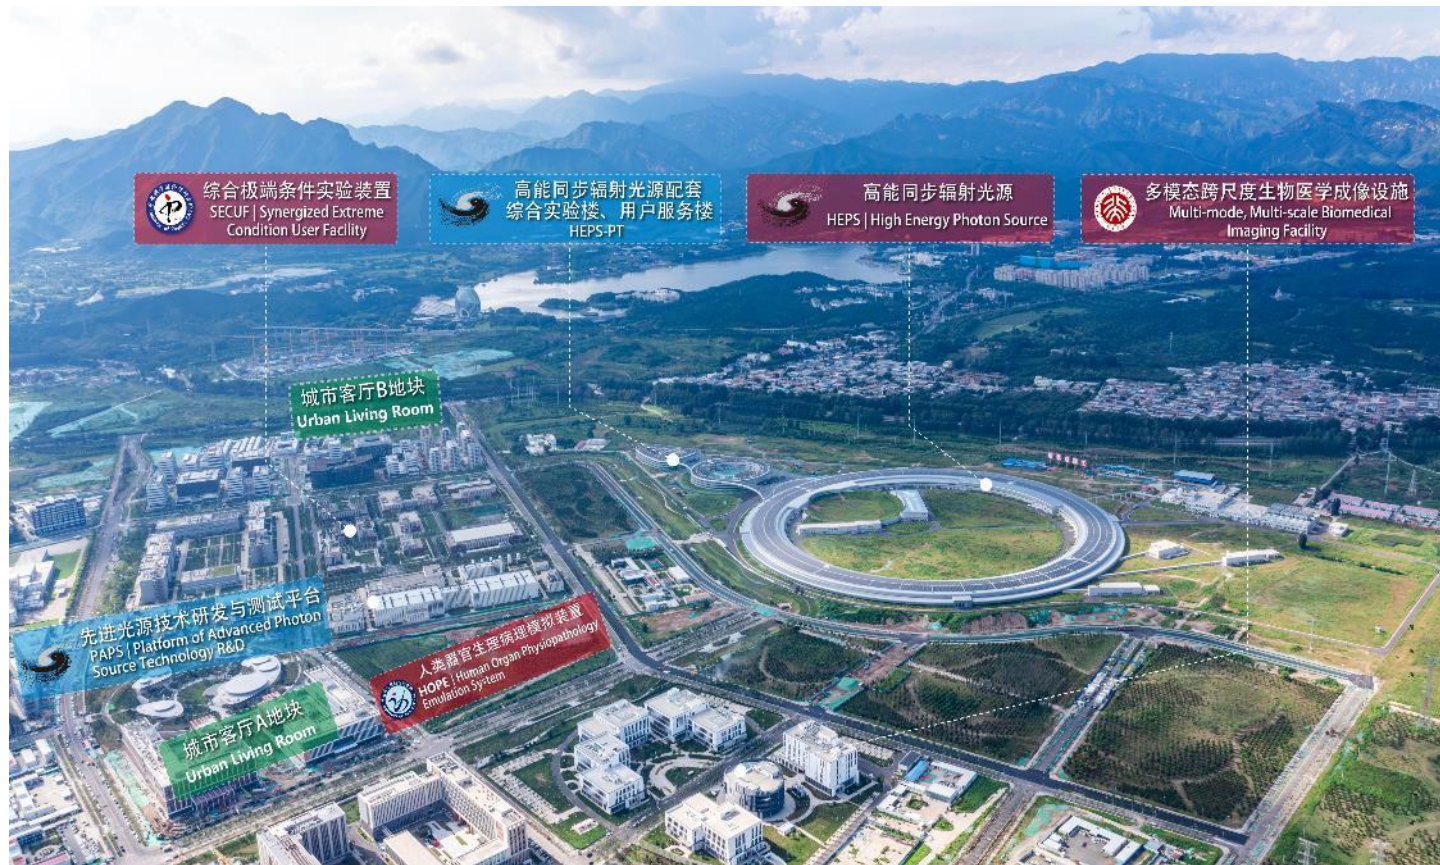 综合极端条件实验装置
SECUF | Synergized Extreme
Condition User Facility
高能同步辐射光源配套
综合实验楼、用户服务楼
HEPS-PT
高能同步辐射光源
HEPS | High Energy Photon Source
多模态跨尺度生物医学成像设施
Multi-mode, Multi-scale Biomedical
Imaging Facility
城市客厅B地块
Urban Living Room
先进光源技术研发与测试平台
PAPS | Platform of Advanced Photon
Source Technology R&D
人类器官生理病理模拟装置
HOPE | Human Organ Physiopathology
Emulation System
城市客厅A地块
Urban Living Room